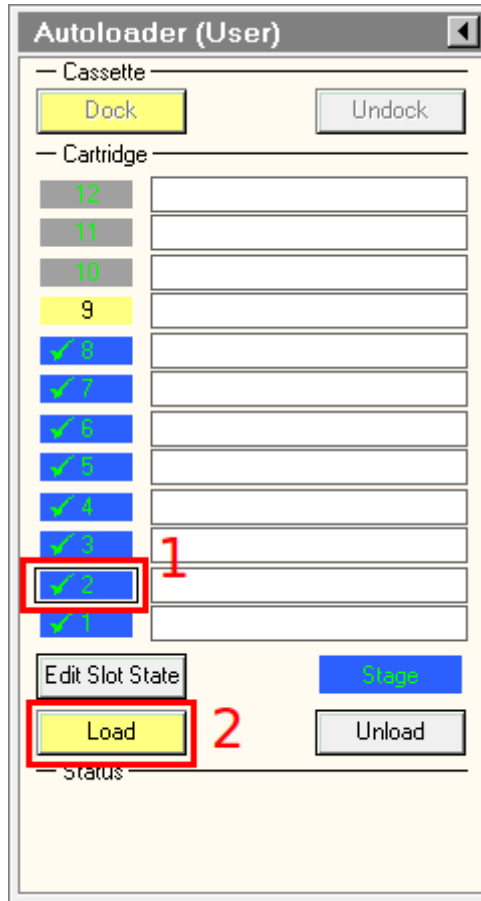 Autoloader (User)
Cassette
Dock Undock
Cartridge
12
11
10
9
✓ 8
✓ 7
✓ 6
✓ 5
✓ 4
✓ 3
1
✓ 2
✓ 1
Edit Slot State Stage
Load 2 Unload
Status